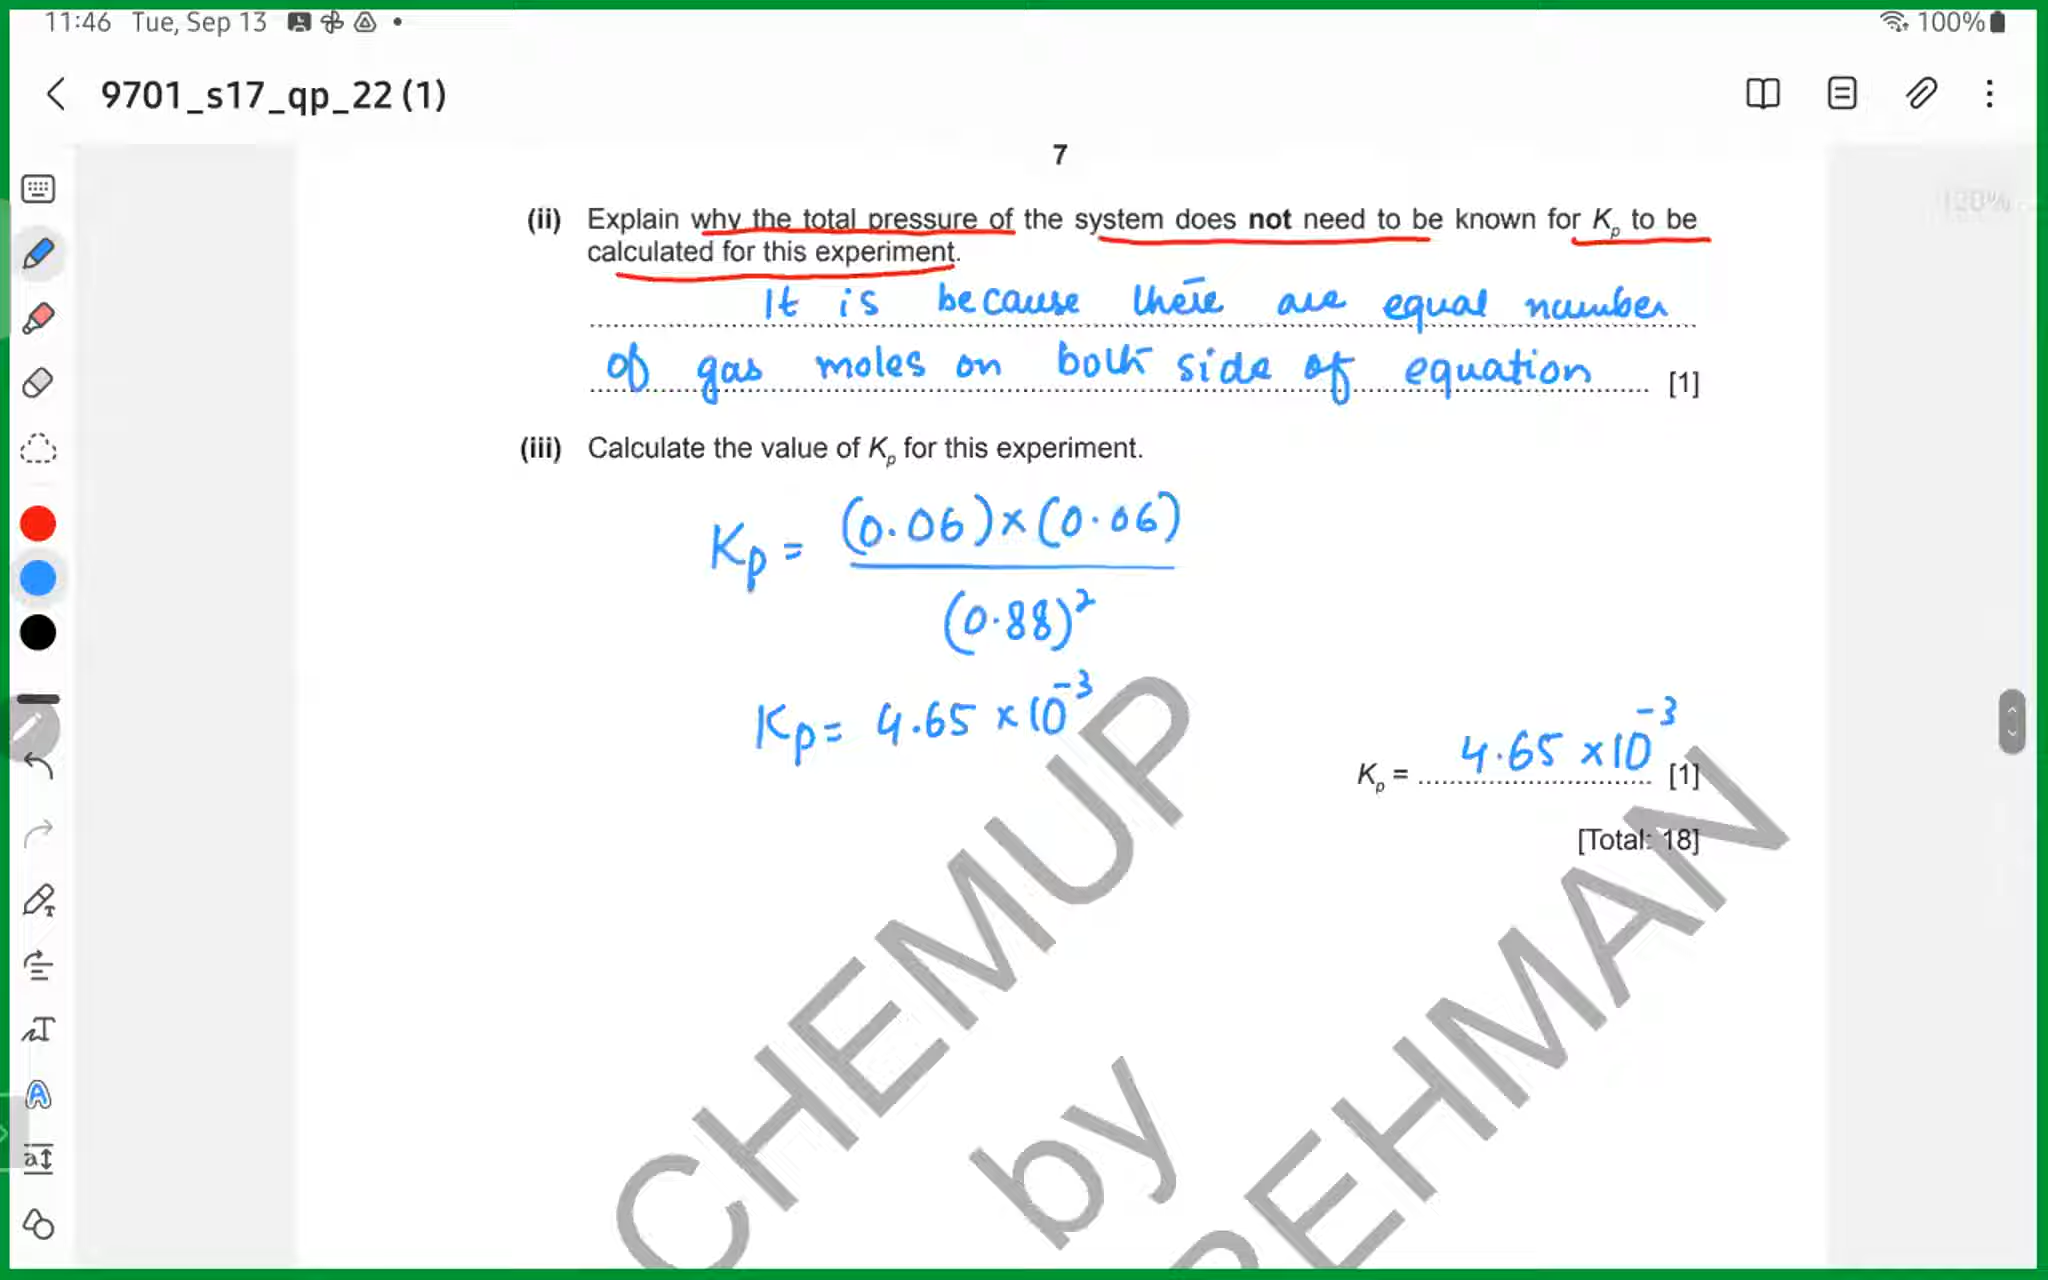 11:46 Tue, Sep 13 100%
9701_s17_qp_22 (1)
120%
7
(ii) Explain why the total pressure of the system does not need to be known for Kp to be
calculated for this experiment.
It is because there are equal number
of gas moles on both side of equation [1]
(iii) Calculate the value of Kp for this experiment.
Kp = (0.06)×(0.06)
(0.88)²
Kp = 4.65 ×10⁻³
Kp = 4.65 ×10⁻³ [1]
[Total: 18]
CHEMUP
by
REHMAN